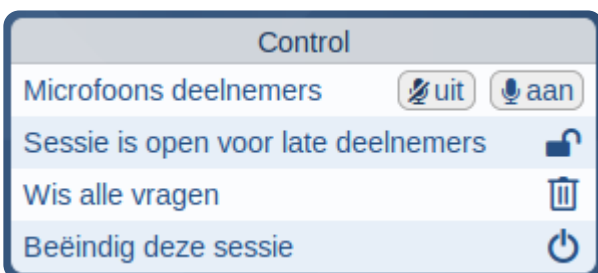 Control
Microfoons deelnemers uit aan
Sessie is open voor late deelnemers
Wis alle vragen
Beëindig deze sessie